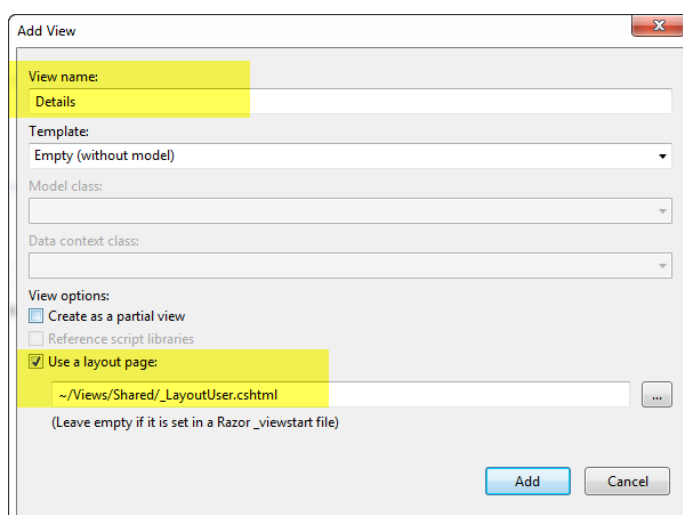 Add View
View name:
Details
Template:
Empty (without model)
Model class:
Data context class:
View options:
Create as a partial view
Reference script libraries
Use a layout page:
~/Views/Shared/_LayoutUser.cshtml
...
(Leave empty if it is set in a Razor _viewstart file)
Add Cancel